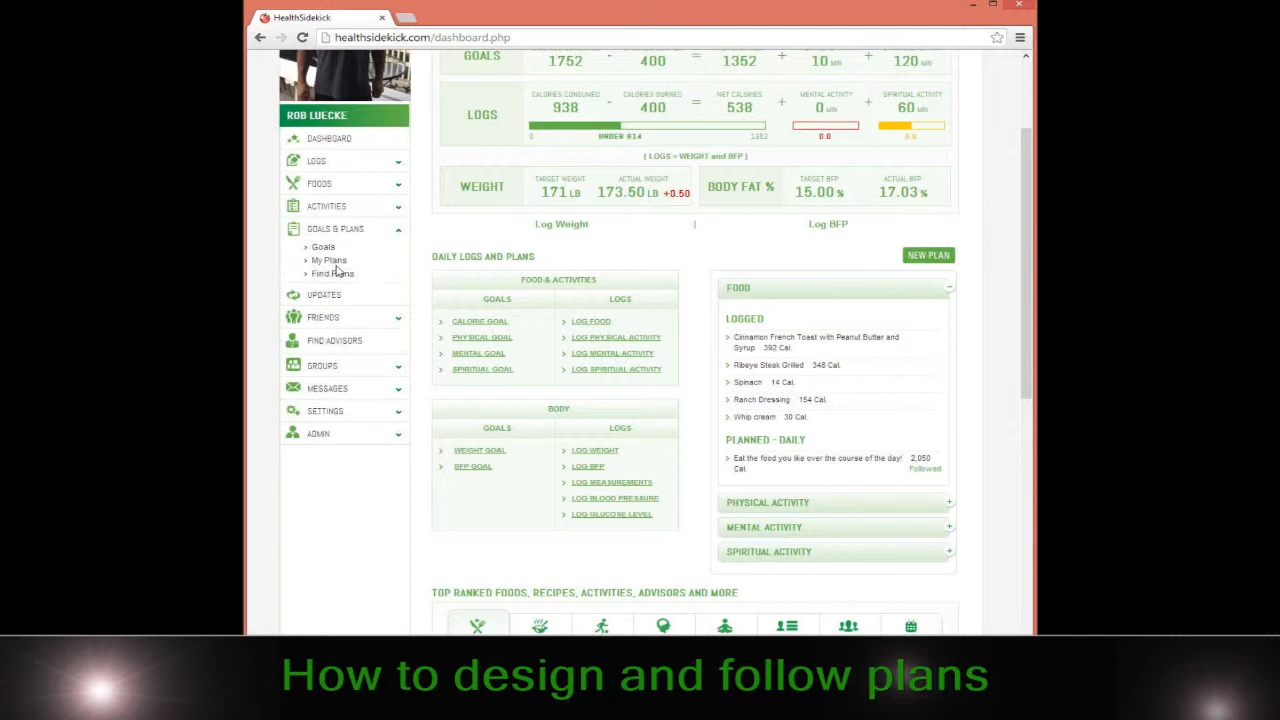 HealthSidekick
healthsidekick.com/dashboard.php
GOALS 1752 - 400 = 1352 + 10 MIN + 120 MIN
CALORIES CONSUMED CALORIES BURNED NET CALORIES MENTAL ACTIVITY SPIRITUAL ACTIVITY
LOGS 938 - 400 = 538 + 0 MIN + 60 MIN
0 UNDER 814 1352 0.0 5.0
( LOGS = WEIGHT and BFP )
TARGET WEIGHT ACTUAL WEIGHT TARGET BFP ACTUAL BFP
WEIGHT 171 LB 173.50 LB +0.50 BODY FAT % 15.00 % 17.03 %
Log Weight | Log BFP
ROB LUECKE
DASHBOARD
LOGS
FOODS
ACTIVITIES
GOALS & PLANS
Goals
My Plans
Find Plans
UPDATES
FRIENDS
FIND ADVISORS
GROUPS
MESSAGES
SETTINGS
ADMIN
DAILY LOGS AND PLANS
NEW PLAN
FOOD & ACTIVITIES
GOALS LOGS
CALORIE GOAL LOG FOOD
PHYSICAL GOAL LOG PHYSICAL ACTIVITY
MENTAL GOAL LOG MENTAL ACTIVITY
SPIRITUAL GOAL LOG SPIRITUAL ACTIVITY
BODY
GOALS LOGS
WEIGHT GOAL LOG WEIGHT
BFP GOAL LOG BFP
LOG MEASUREMENTS
LOG BLOOD PRESSURE
LOG GLUCOSE LEVEL
FOOD
LOGGED
Cinnamon French Toast with Peanut Butter and
Syrup 392 Cal.
Ribeye Steak Grilled 348 Cal.
Spinach 14 Cal.
Ranch Dressing 154 Cal.
Whip cream 30 Cal.
PLANNED - DAILY
Eat the food you like over the course of the day! 2,050
Cal. Followed
PHYSICAL ACTIVITY
MENTAL ACTIVITY
SPIRITUAL ACTIVITY
TOP RANKED FOODS, RECIPES, ACTIVITIES, ADVISORS AND MORE
How to design and follow plans